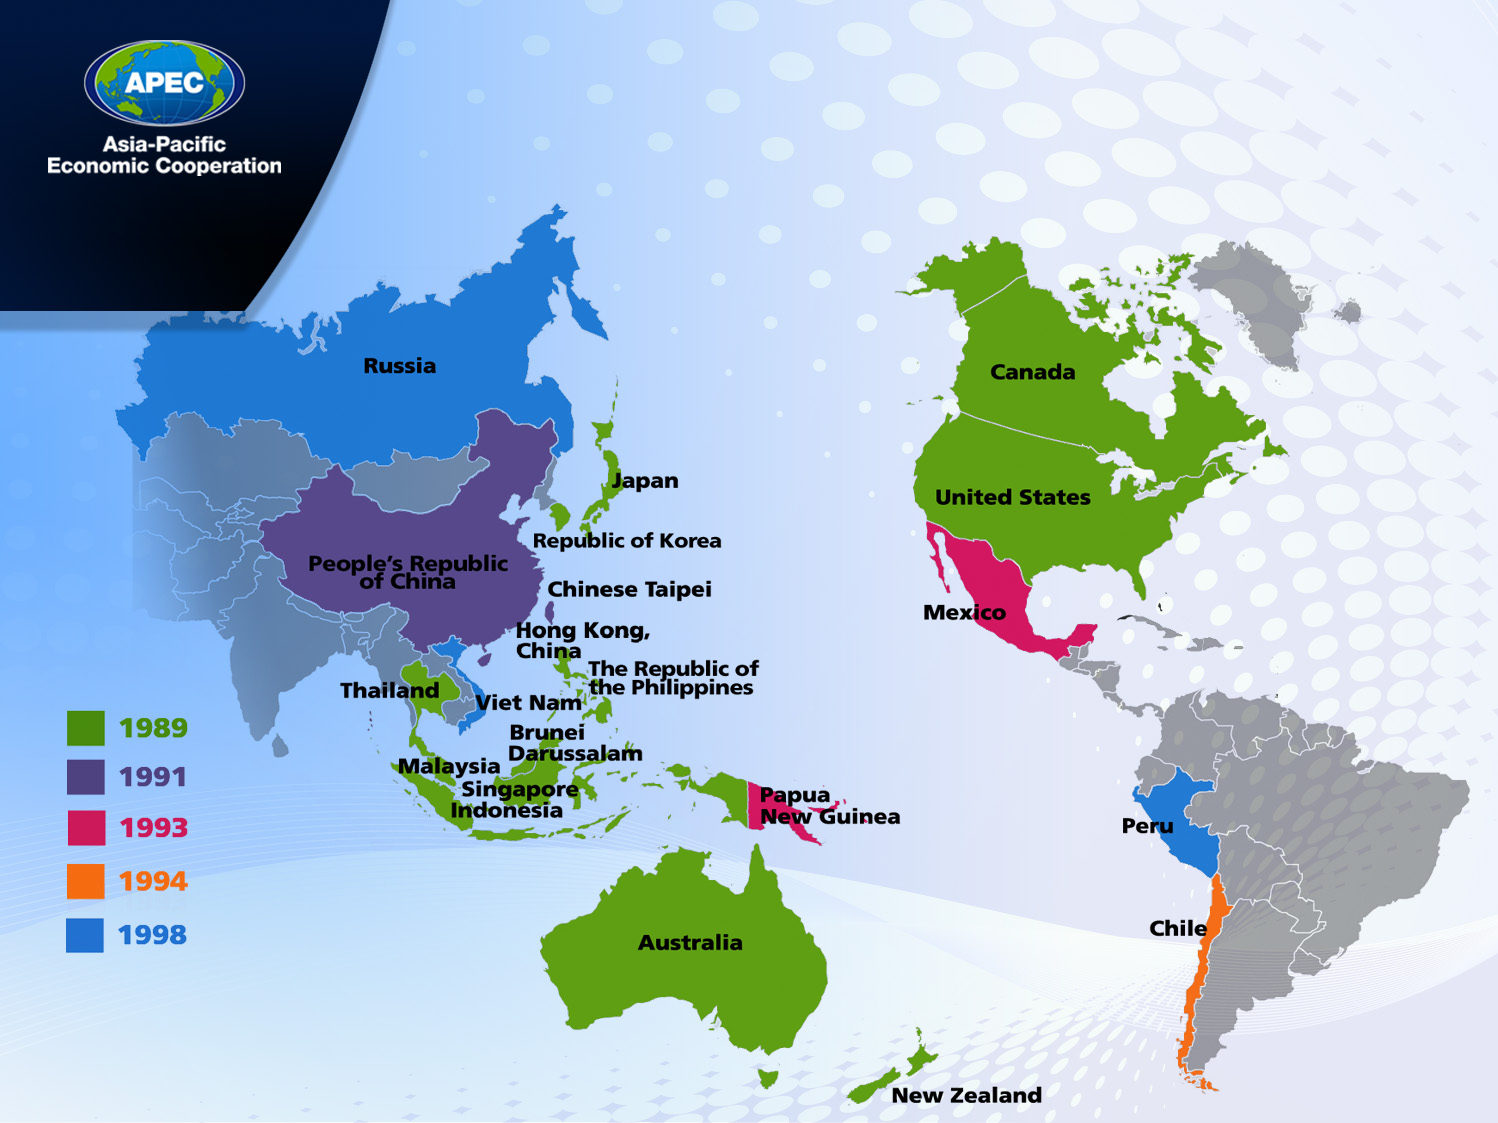 APEC
Asia-Pacific
Economic Cooperation
Russia
Canada
Japan
United States
Republic of Korea
People's Republic
of China
Chinese Taipei
Mexico
Hong Kong,
China
The Republic of
the Philippines
Thailand
Viet Nam
Brunei
Darussalam
Malaysia
Singapore
Indonesia
Papua
New Guinea
Peru
Chile
Australia
New Zealand
1989
1991
1993
1994
1998